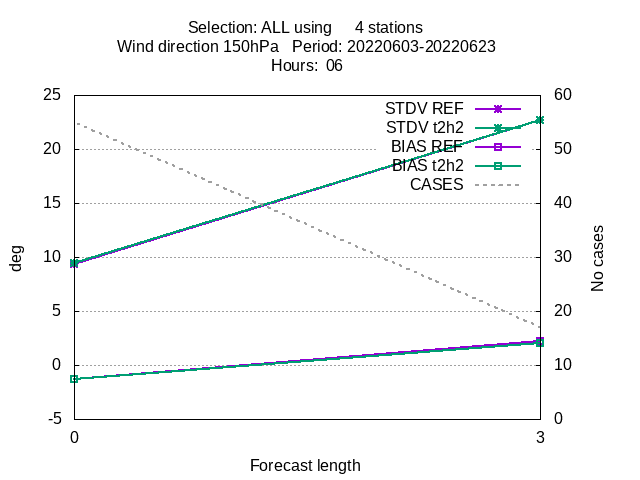 Selection: ALL using 4 stations
Wind direction 150hPa Period: 20220603-20220623
Hours: 06
25 60
STDV REF
STDV t2h2
20 BIAS REF 50
BIAS t2h2
CASES
15 40
10 30
deg No cases
5 20
0 10
-5 0
0 3
Forecast length